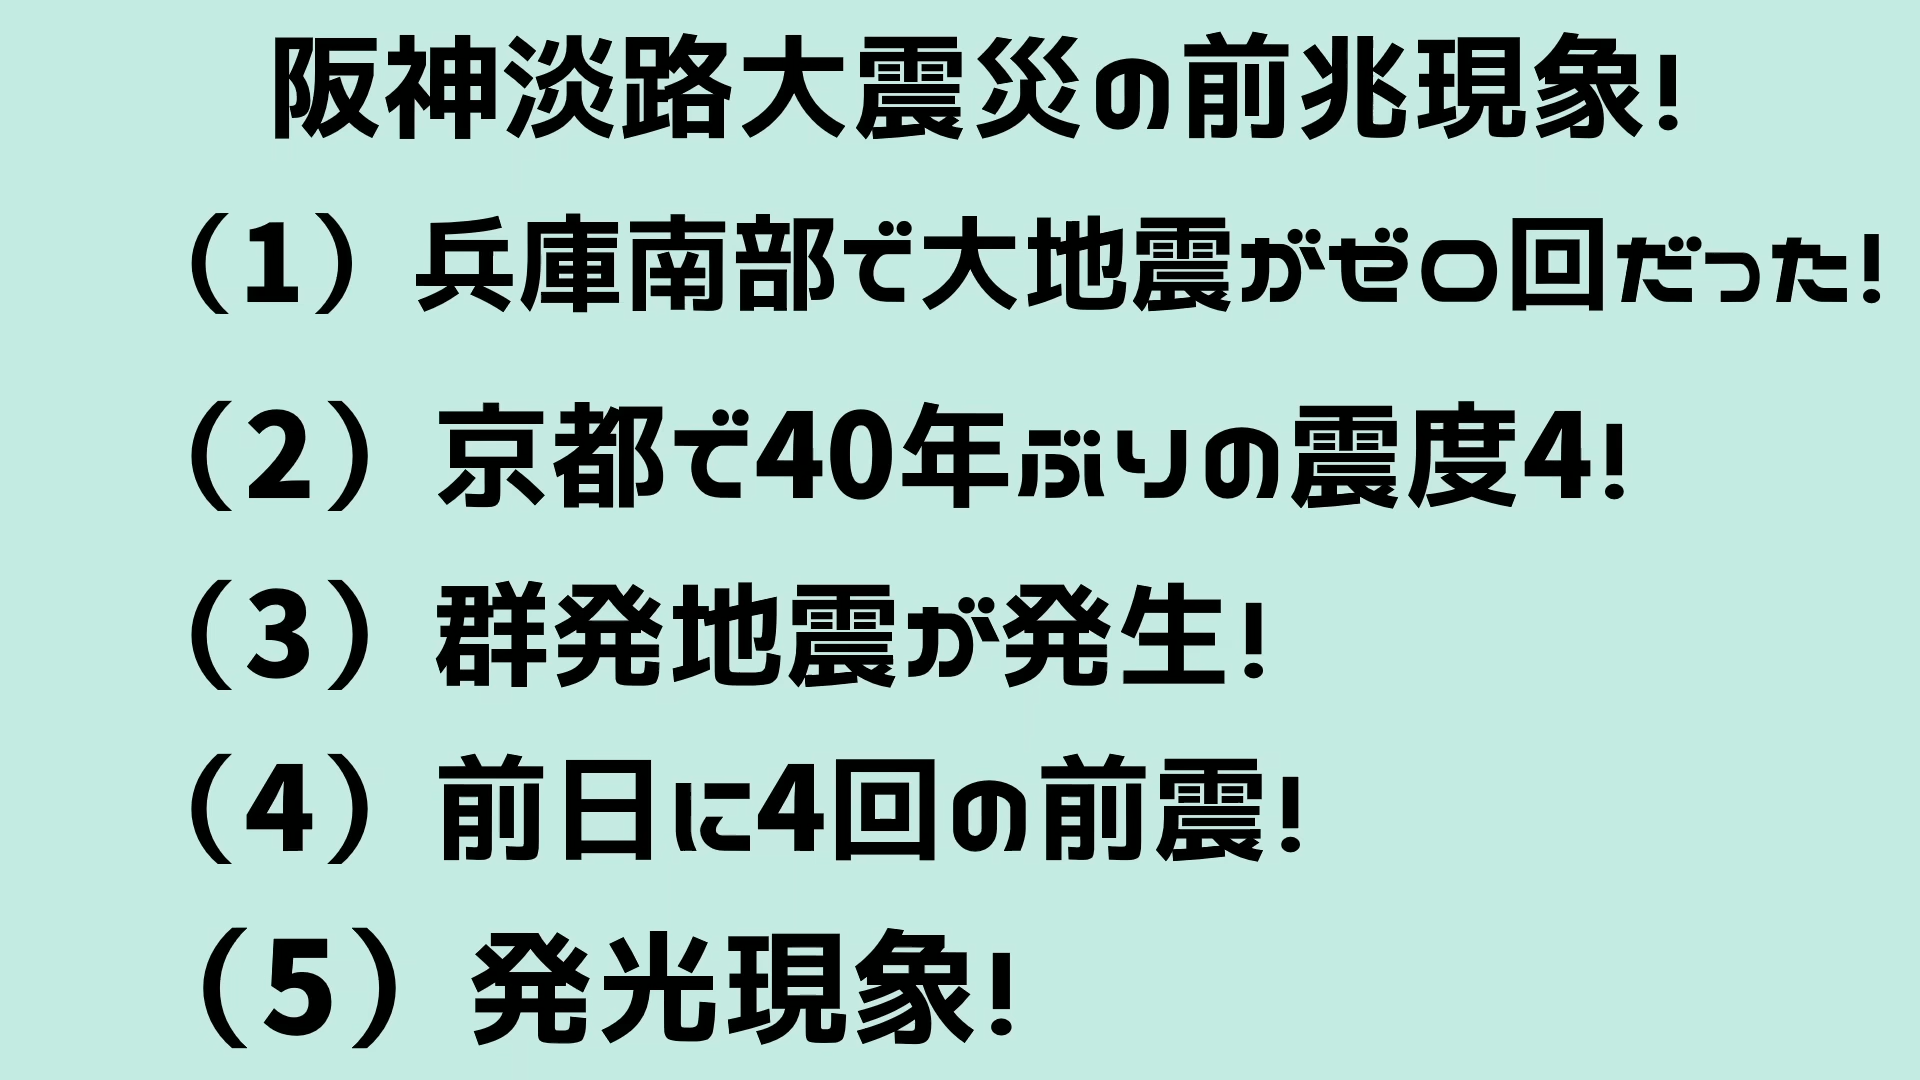 阪神淡路大震災の前兆現象!
（1）兵庫南部で大地震がゼロ回だった!
（2）京都で40年ぶりの震度4!
（3）群発地震が発生!
（4）前日に4回の前震!
（5）発光現象!